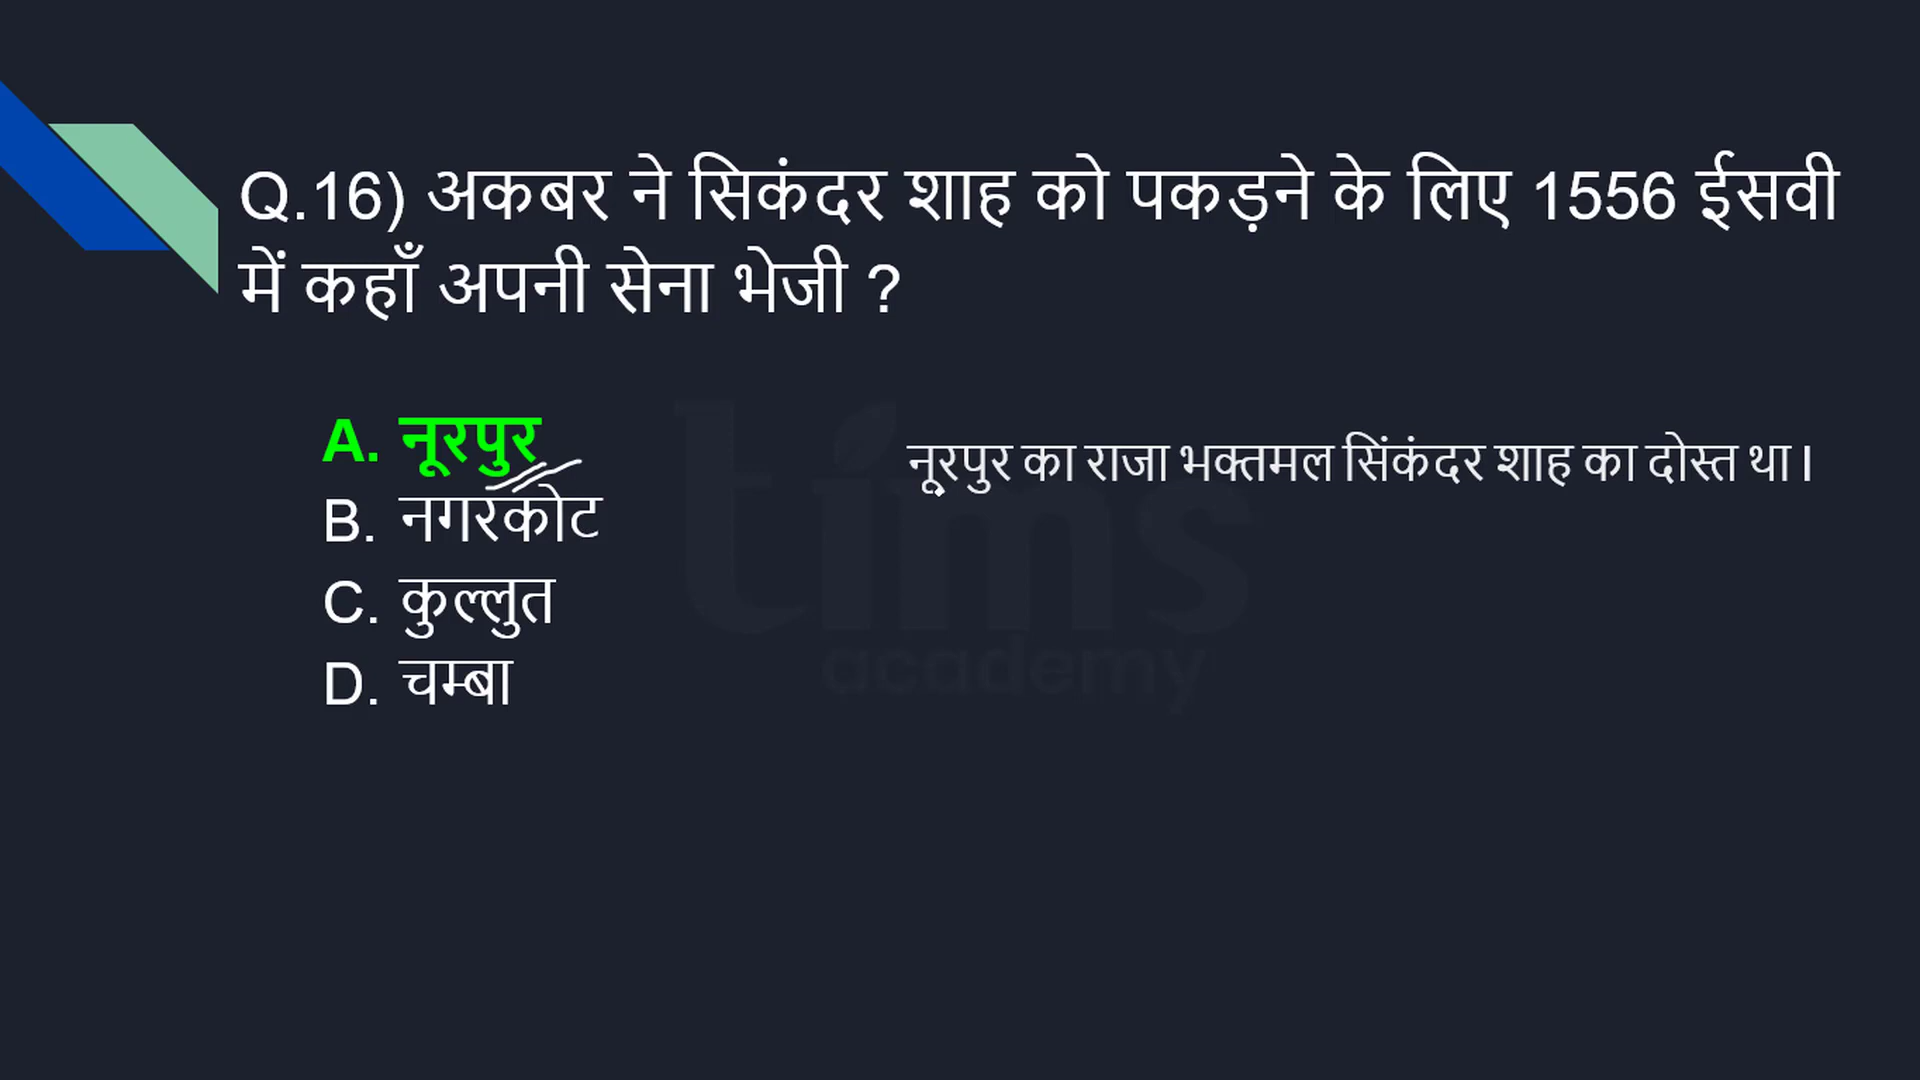 Q.16) अकबर ने सिकंदर शाह को पकड़ने के लिए 1556 ईसवी
में कहाँ अपनी सेना भेजी ?
A. नूरपुर
B. नगरकोट
C. कुल्लुत
D. चम्बा
नूरपुर का राजा भक्तमल सिंकंदर शाह का दोस्त था।
tims
academy